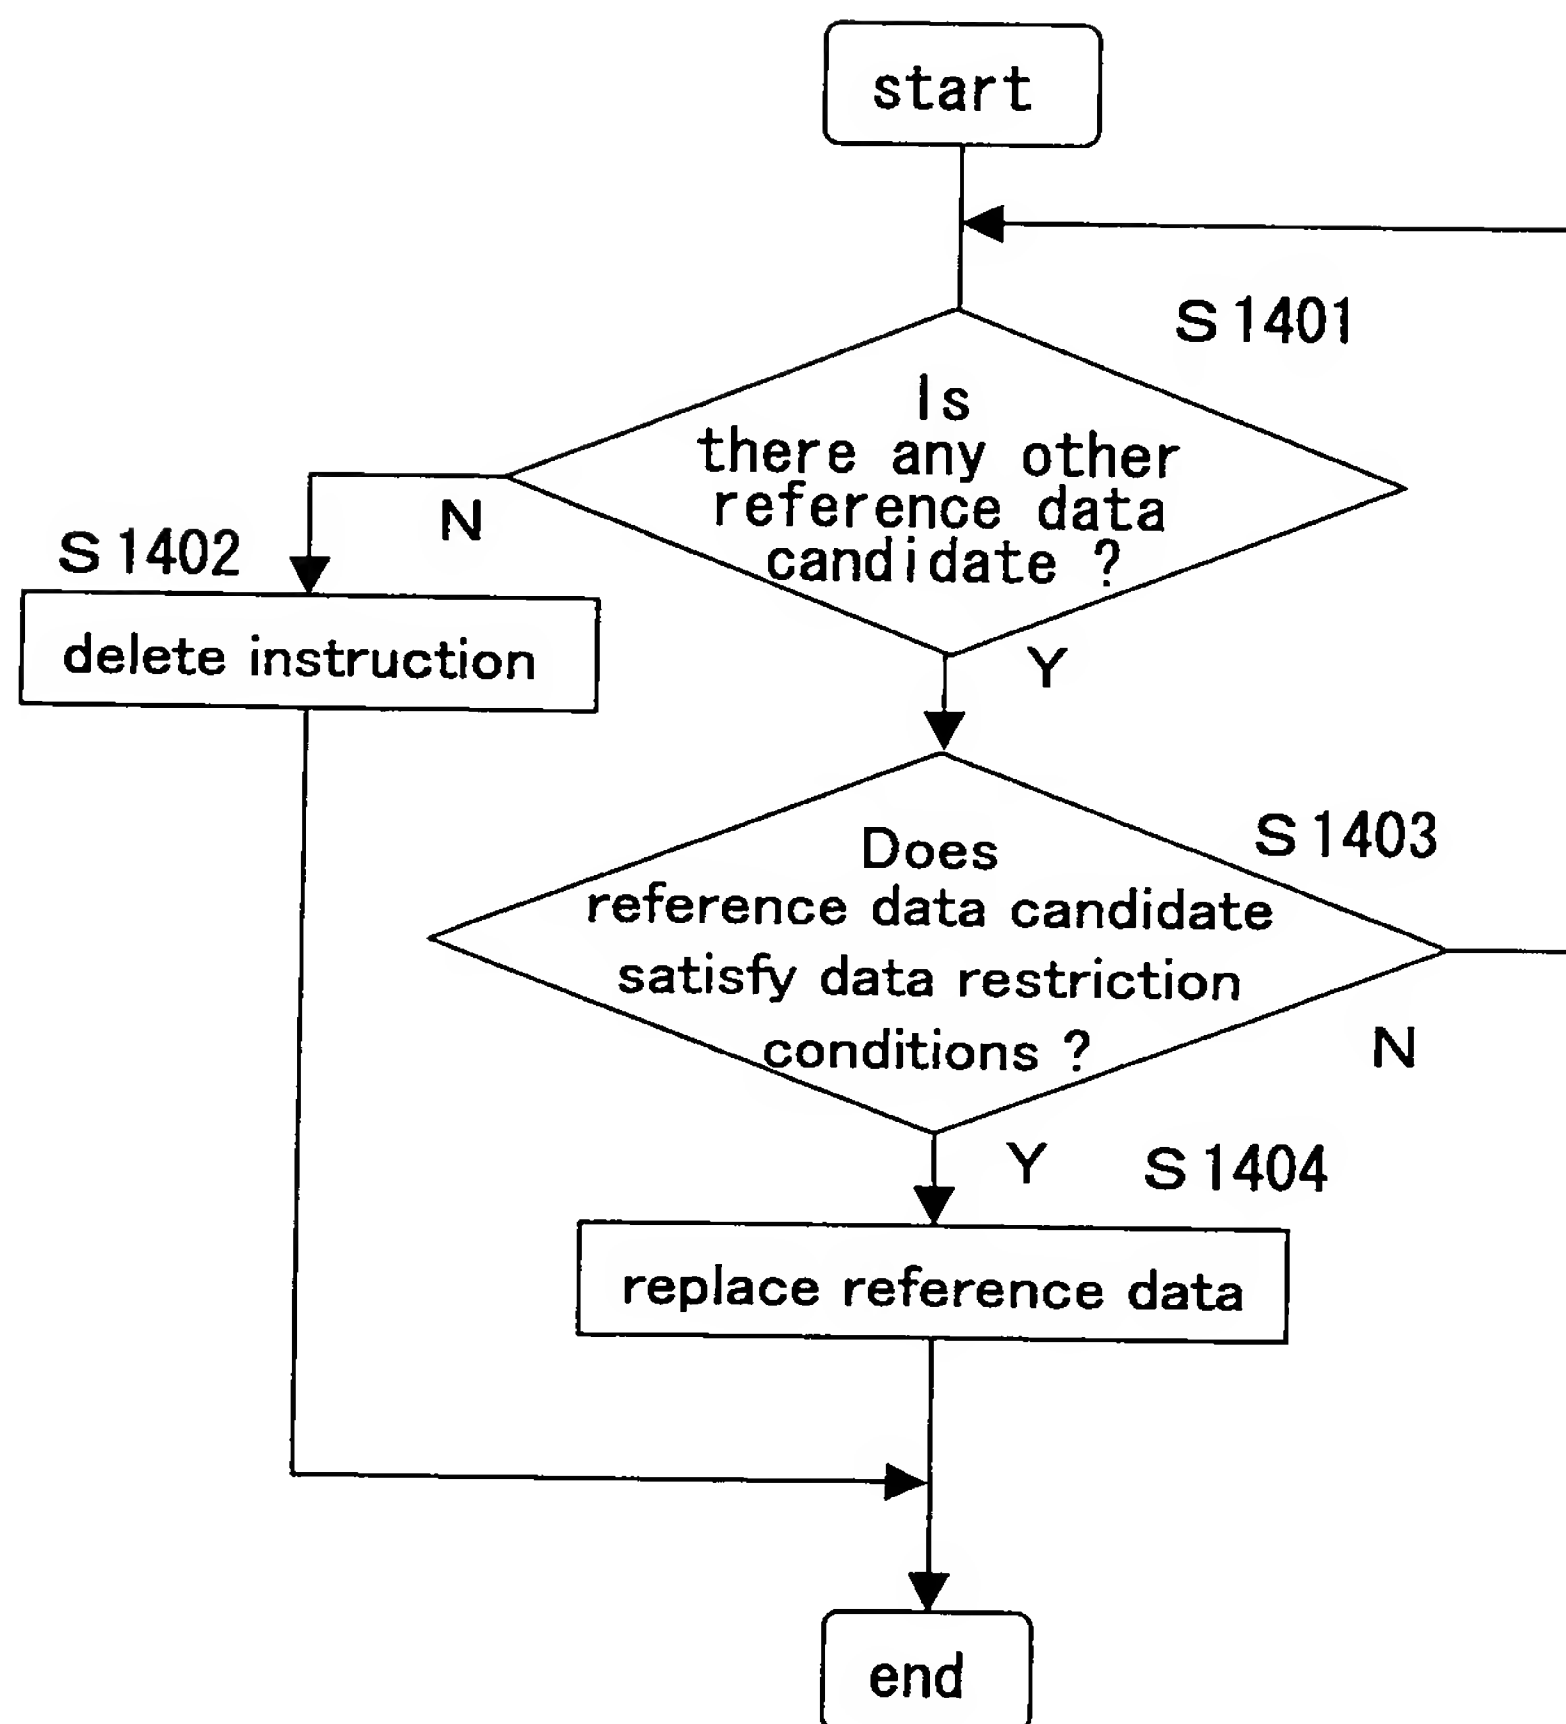 start
S1401
Is
there any other
reference data
candidate ?
N
S1402
delete instruction
Y
Does
S1403
reference data candidate
satisfy data restriction
conditions ?
N
Y
S1404
replace reference data
end